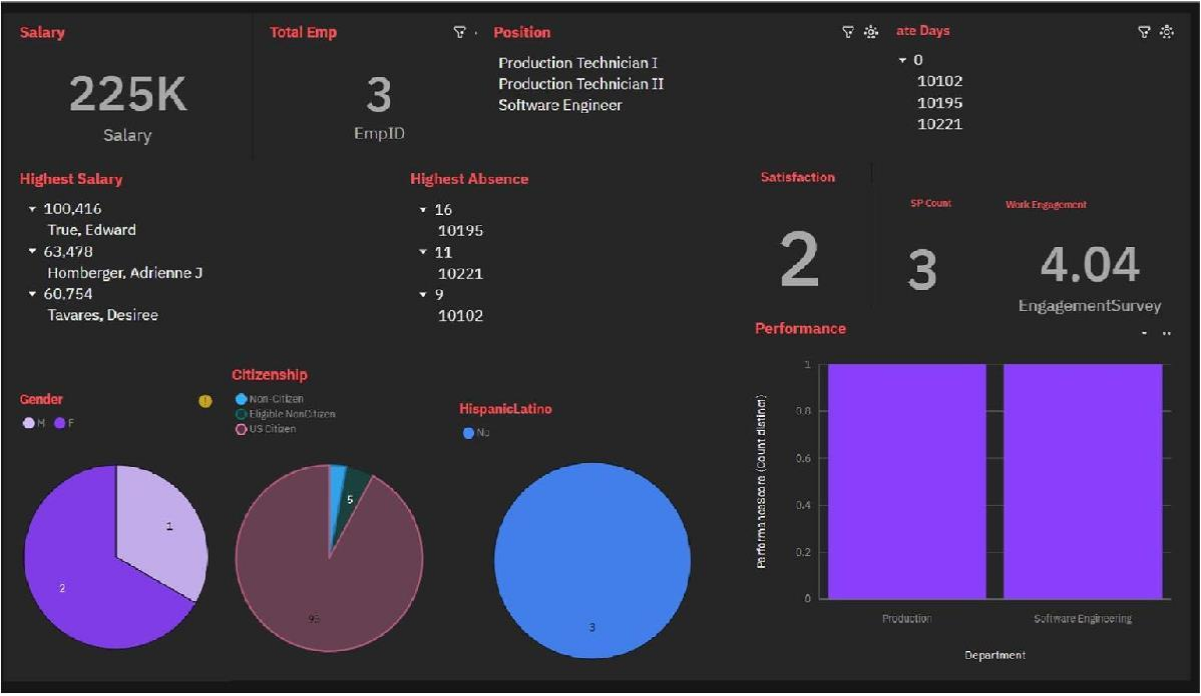 Salary
225K
Salary
Total Emp
3
EmpID
Position
Production Technician I
Production Technician II
Software Engineer
ate Days
0
10102
10195
10221
Highest Salary
100,416
True, Edward
63,478
Homberger, Adrienne J
60,754
Tavares, Desiree
Highest Absence
16
10195
11
10221
9
10102
Satisfaction
2
SP Count
3
Work Engagement
4.04
EngagementSurvey
Gender
M F
1
2
Citizenship
Non-Citizen
Eligible NonCitizen
US Citizen
5
HispanicLatino
No
3
Performance
PerformanceScore (Count distinct)
1
0.8
0.6
0.4
0.2
0
Production Software Engineering
Department